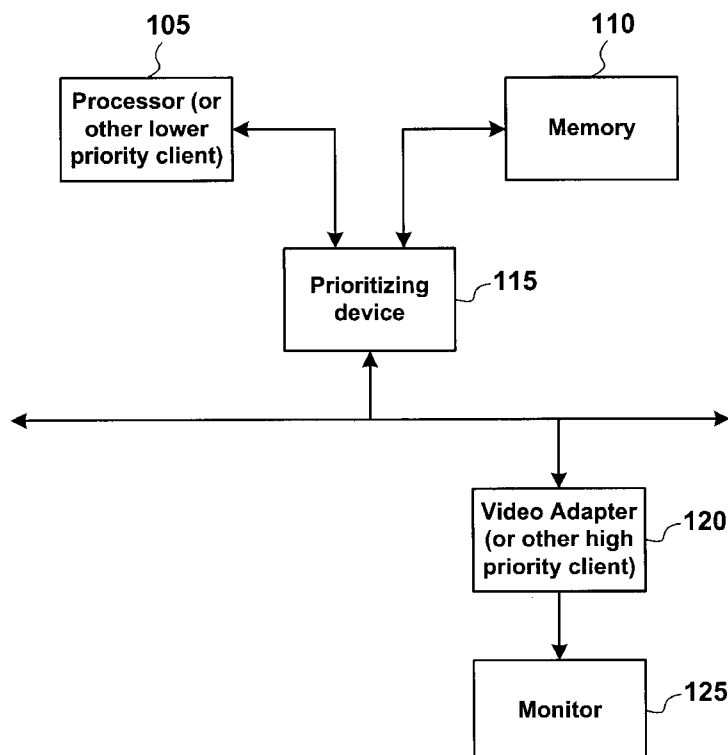 105
Processor (or
other lower
priority client)
110
Memory
Prioritizing
device
115
Video Adapter
(or other high
priority client)
120
Monitor
125